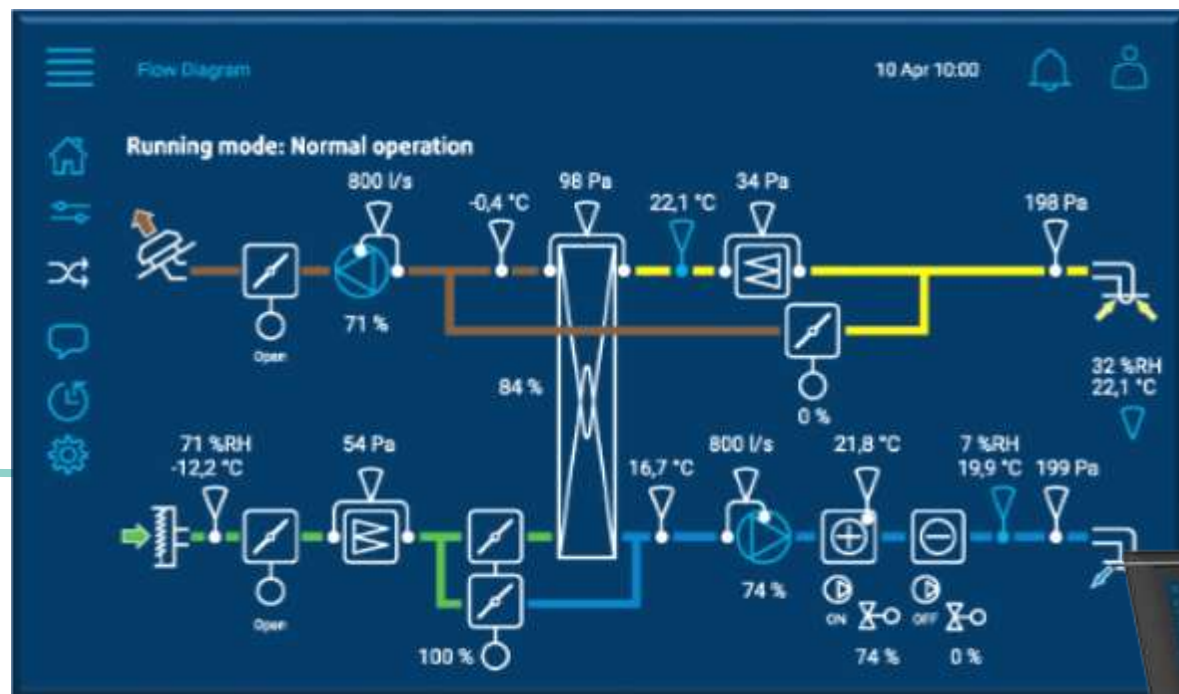 Flow Diagram
10 Apr 10:00
Running mode: Normal operation
800 l/s
-0,4 °C
98 Pa
22,1 °C
34 Pa
198 Pa
71 %
Open
84 %
0 %
32 %RH
22,1 °C
71 %RH
-12,2 °C
54 Pa
16,7 °C
800 l/s
21,8 °C
7 %RH
19,9 °C
199 Pa
Open
100 %
74 %
ON
74 %
OFF
0 %